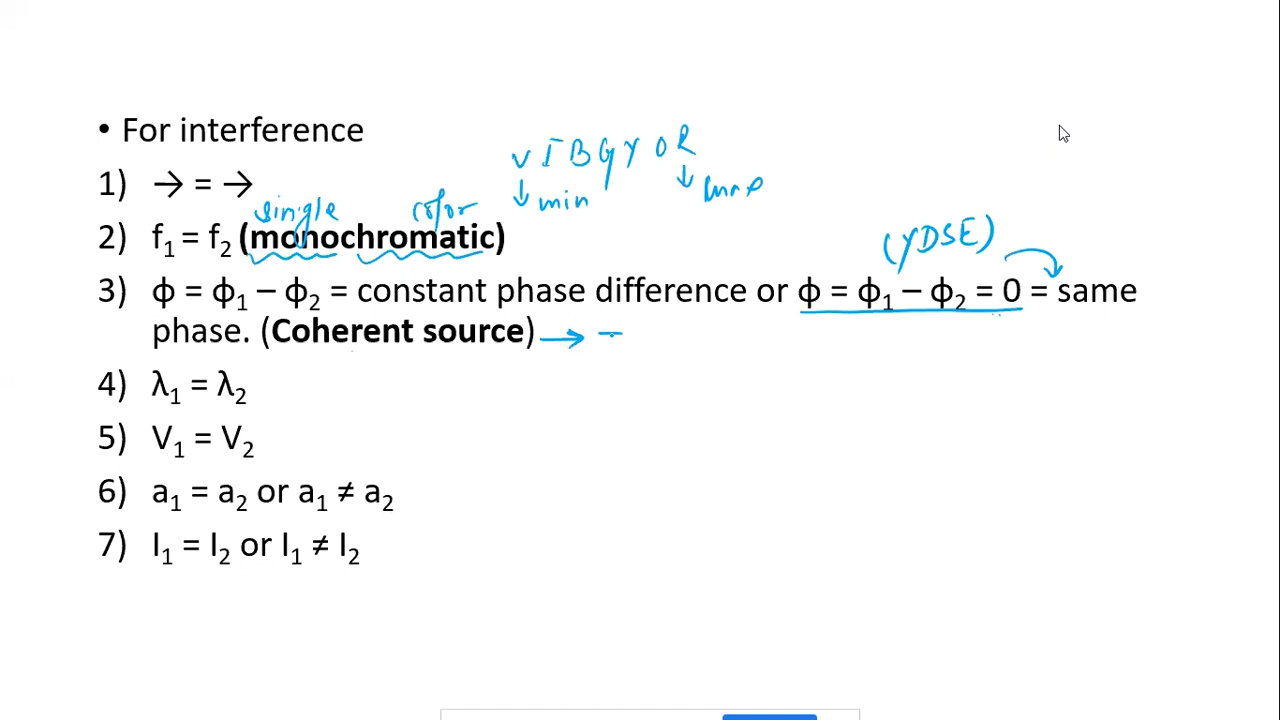 • For interference
V I B G Y O R
1) → = →
↓ min ↓
single color
2) f₁ = f₂ (monochromatic)
(YDSE)
3) ϕ = ϕ₁ – ϕ₂ = constant phase difference or ϕ = ϕ₁ – ϕ₂ = 0 = same
phase. (Coherent source) →
4) λ₁ = λ₂
5) V₁ = V₂
6) a₁ = a₂ or a₁ ≠ a₂
7) I₁ = I₂ or I₁ ≠ I₂